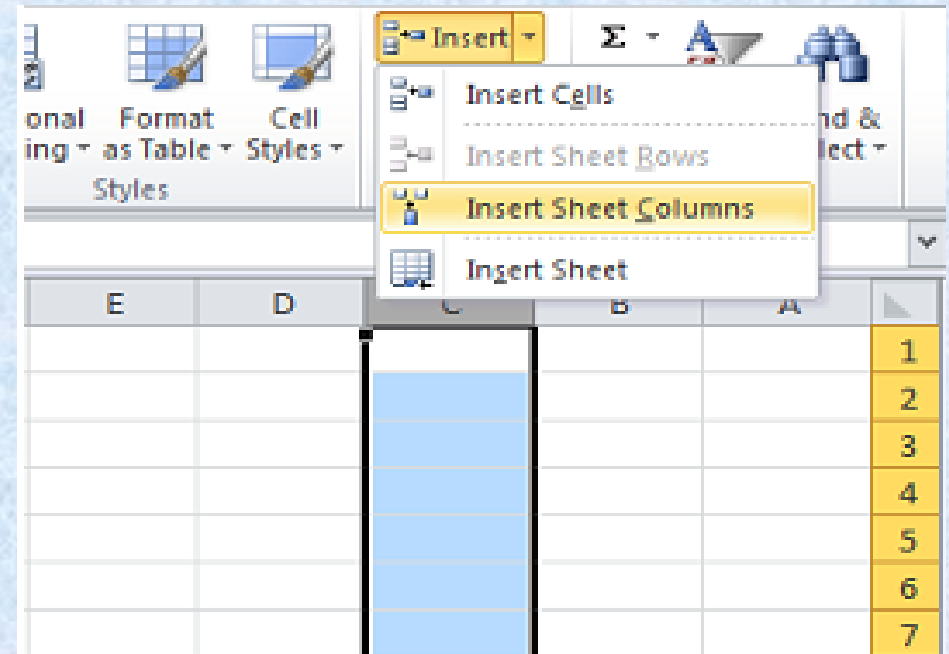 Insert
Σ
onal
ing
Format
as Table
Cell
Styles
Styles
Insert Cells
Insert Sheet Rows
Insert Sheet Columns
Insert Sheet
nd &
lect
E D C B A
1
2
3
4
5
6
7